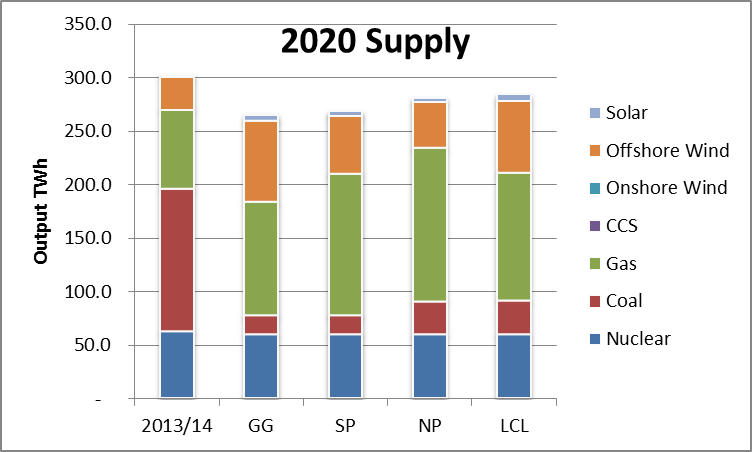 2020 Supply
Output TWh
350.0
300.0
250.0
200.0
150.0
100.0
50.0
-
2013/14 GG SP NP LCL
Solar
Offshore Wind
Onshore Wind
CCS
Gas
Coal
Nuclear